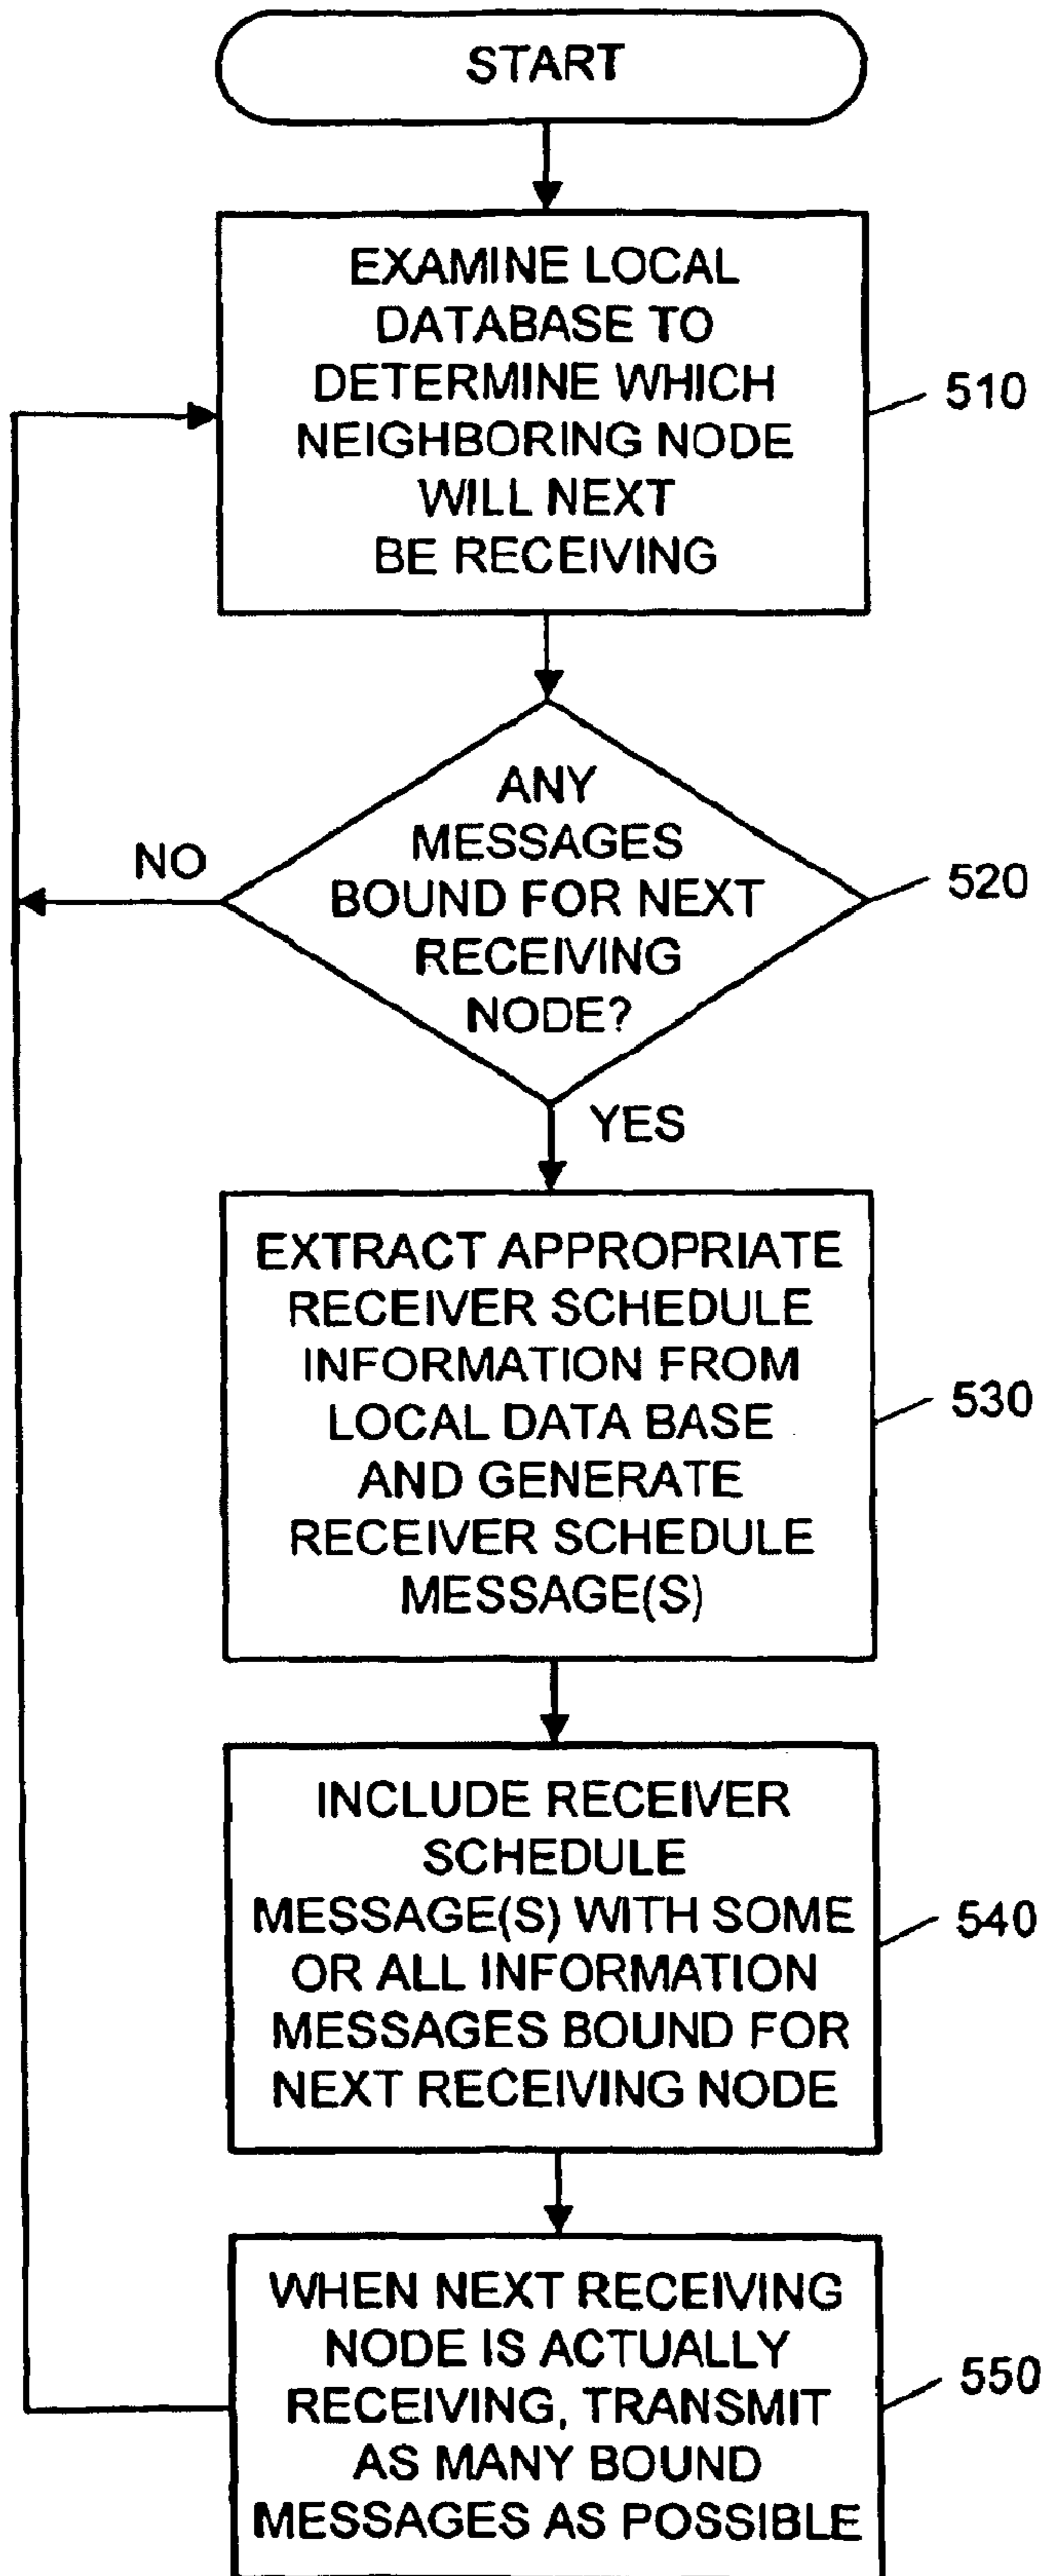 START
EXAMINE LOCAL
DATABASE TO
DETERMINE WHICH
NEIGHBORING NODE
WILL NEXT
BE RECEIVING
510
ANY
MESSAGES
BOUND FOR NEXT
RECEIVING
NODE?
520
NO
YES
EXTRACT APPROPRIATE
RECEIVER SCHEDULE
INFORMATION FROM
LOCAL DATA BASE
AND GENERATE
RECEIVER SCHEDULE
MESSAGE(S)
530
INCLUDE RECEIVER
SCHEDULE
MESSAGE(S) WITH SOME
OR ALL INFORMATION
MESSAGES BOUND FOR
NEXT RECEIVING NODE
540
WHEN NEXT RECEIVING
NODE IS ACTUALLY
RECEIVING, TRANSMIT
AS MANY BOUND
MESSAGES AS POSSIBLE
550